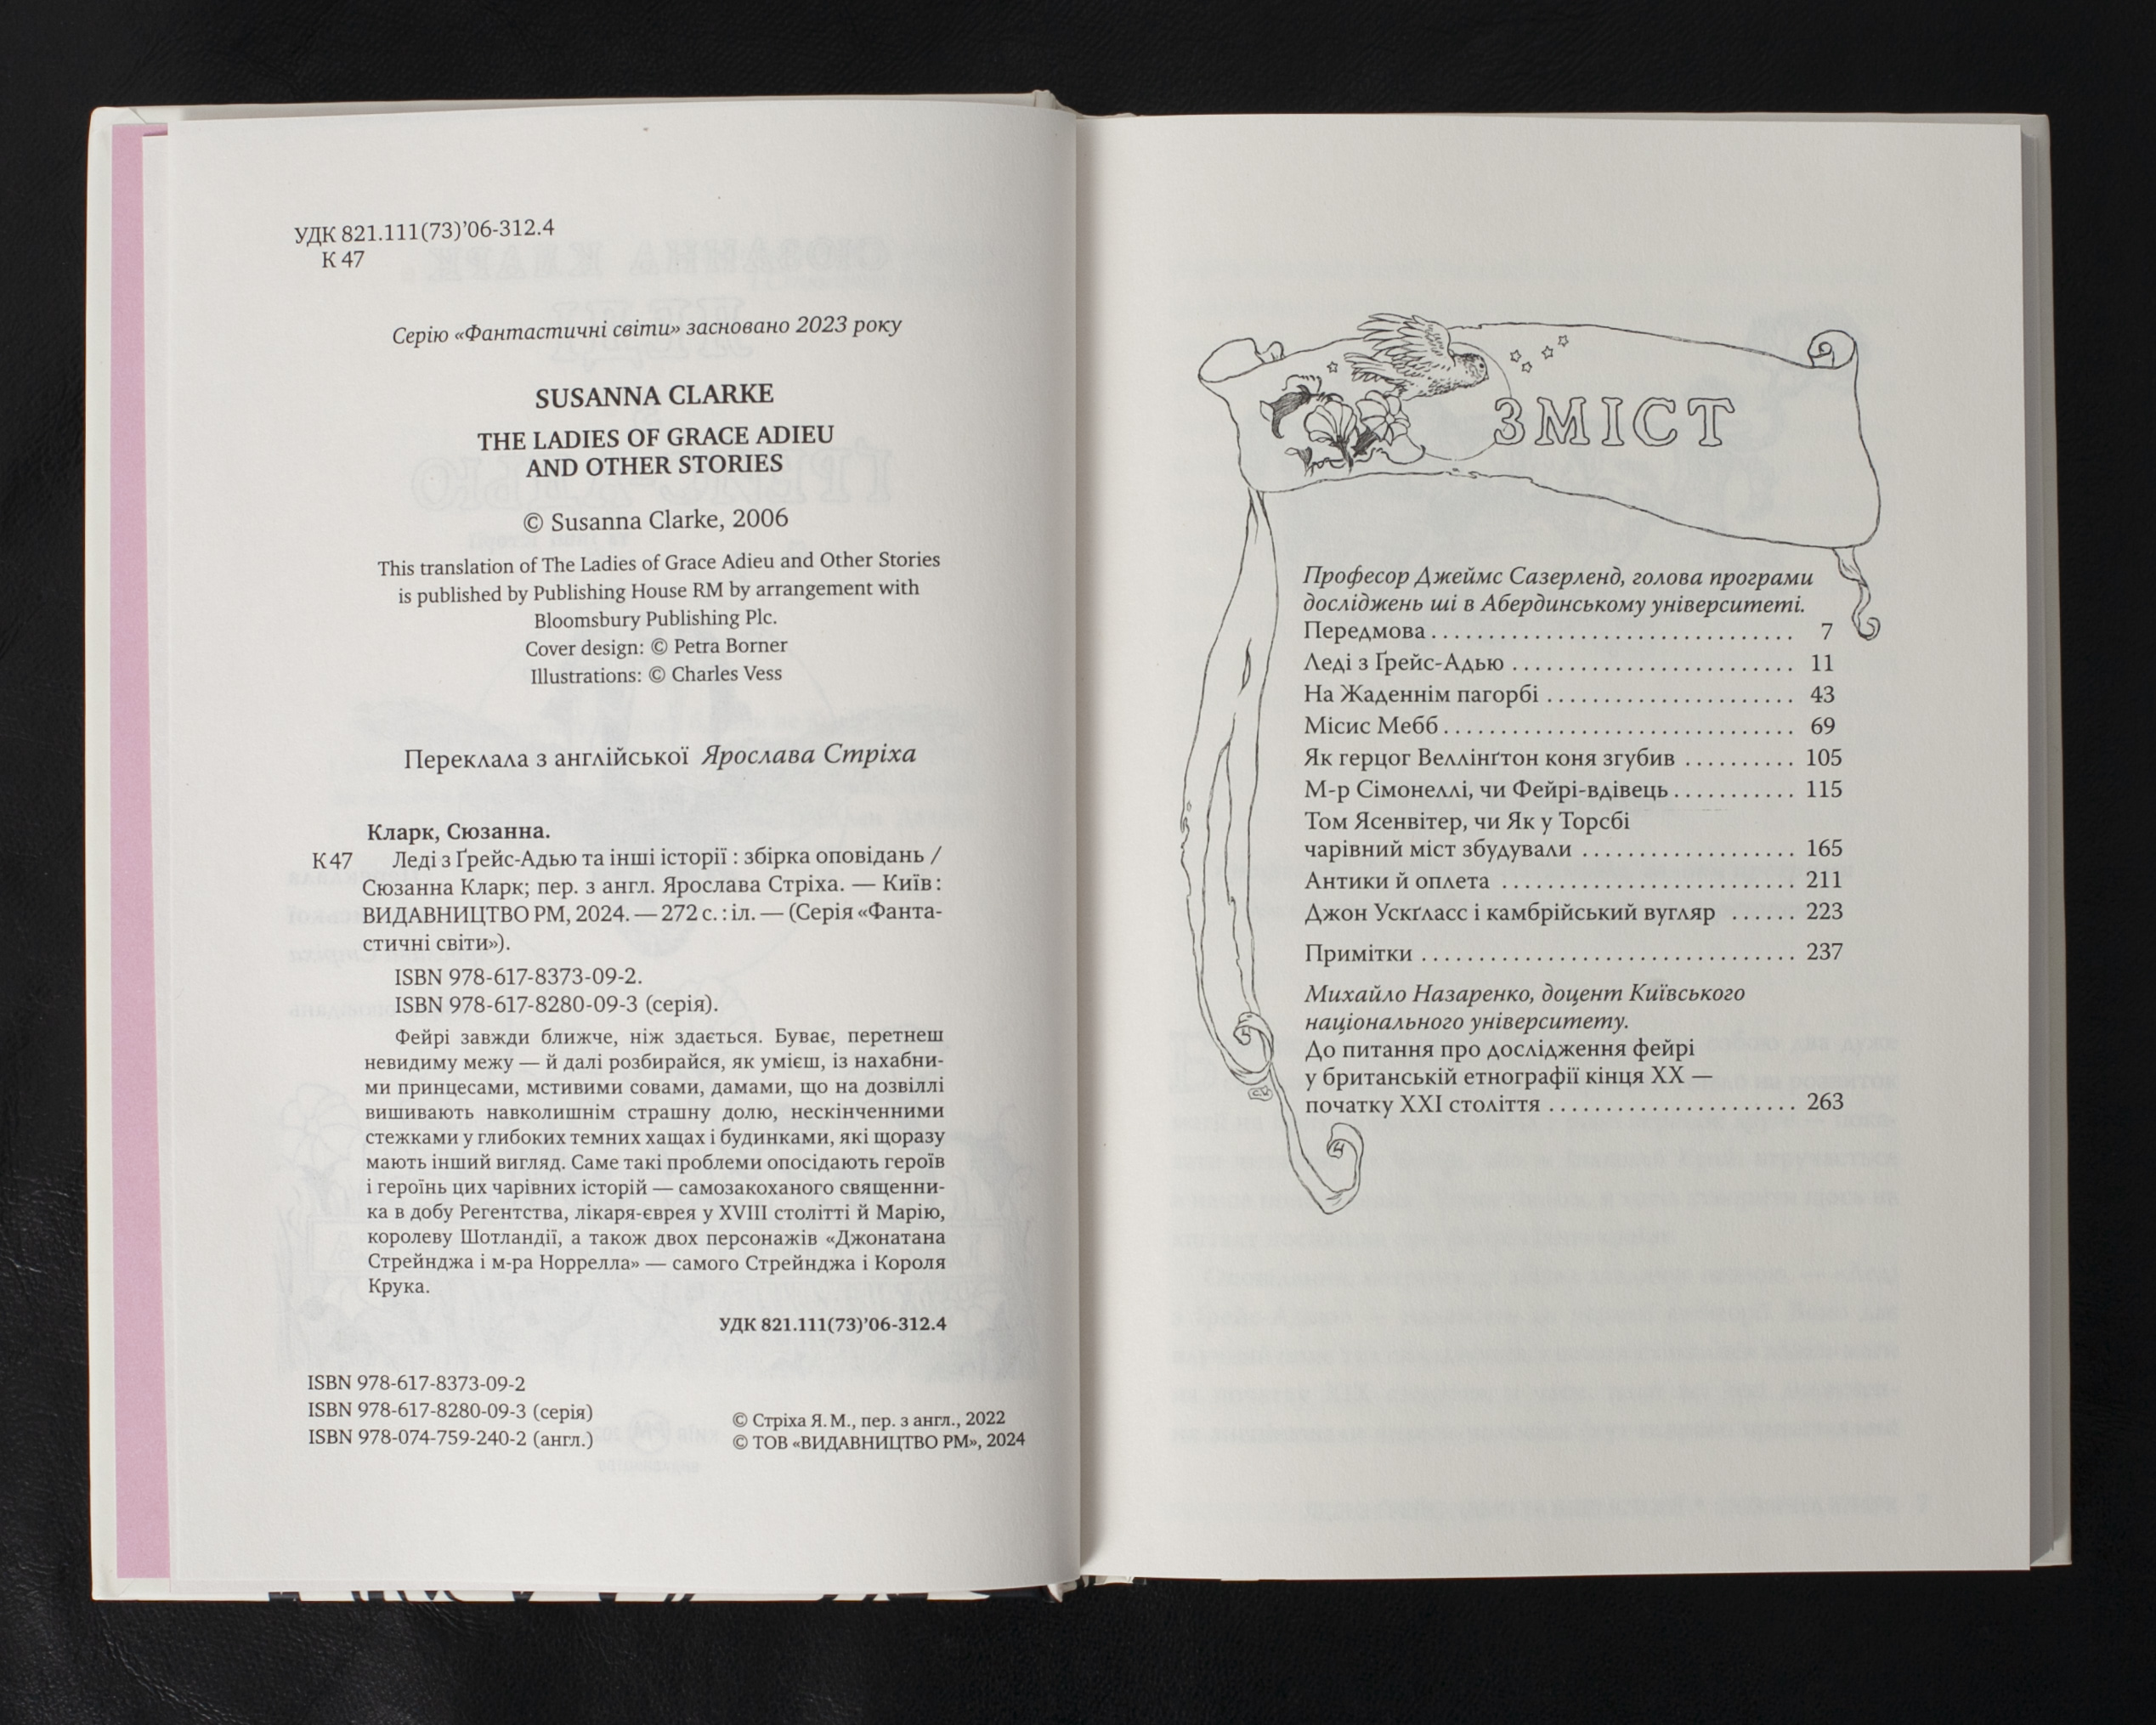 УДК 821.111(73)’06-312.4
К 47
Серію «Фантастичні світи» засновано 2023 року
SUSANNA CLARKE
THE LADIES OF GRACE ADIEU
AND OTHER STORIES
© Susanna Clarke, 2006
This translation of The Ladies of Grace Adieu and Other Stories
is published by Publishing House RM by arrangement with
Bloomsbury Publishing Plc.
Cover design: © Petra Borner
Illustrations: © Charles Vess
Переклала з англійської Ярослава Стріха
Кларк, Сюзанна.
К 47 Леді з Ґрейс-Адью та інші історії : збірка оповідань /
Сюзанна Кларк; пер. з англ. Ярослава Стріха. — Київ :
ВИДАВНИЦТВО РМ, 2024. — 272 с. : іл. — (Серія «Фанта-
стичні світи»).
ISBN 978-617-8373-09-2.
ISBN 978-617-8280-09-3 (серія).
Фейрі завжди ближче, ніж здається. Буває, перетнеш
невидиму межу — й далі розбирайся, як умієш, із нахабни-
ми принцесами, мстивими совами, дамами, що на дозвіллі
вишивають навколишнім страшну долю, нескінченними
стежками у глибоких темних хащах і будинками, які щоразу
мають інший вигляд. Саме такі проблеми опосідають героїв
і героїнь цих чарівних історій — самозакоханого священни-
ка в добу Регентства, лікаря-єврея у XVIII столітті й Марію,
королеву Шотландії, а також двох персонажів «Джонатана
Стрейнджа і м-ра Норрелла» — самого Стрейнджа і Короля
Крука.
УДК 821.111(73)’06-312.4
ISBN 978-617-8373-09-2
ISBN 978-617-8280-09-3 (серія)
ISBN 978-074-759-240-2 (англ.)
© Стріха Я. М., пер. з англ., 2022
© ТОВ «ВИДАВНИЦТВО РМ», 2024
ЗМІСТ
Професор Джеймс Сазерленд, голова програми
досліджень ші в Абердинському університеті.
Передмова . . . . . . . . . . . . . . . . . . . . . . . . . . . . . . . . 7
Леді з Ґрейс-Адью . . . . . . . . . . . . . . . . . . . . . . . . . 11
На Жаденнім пагорбі . . . . . . . . . . . . . . . . . . . . . . 43
Місис Мебб . . . . . . . . . . . . . . . . . . . . . . . . . . . . . . . 69
Як герцог Веллінґтон коня згубив . . . . . . . . . . 105
М-р Сімонеллі, чи Фейрі-вдівець . . . . . . . . . . . 115
Том Ясенвітер, чи Як у Торсбі
чарівний міст збудували . . . . . . . . . . . . . . . . . . . 165
Антики й оплета . . . . . . . . . . . . . . . . . . . . . . . . . . 211
Джон Ускґласс і камбрійський вугляр . . . . . . 223
Примітки . . . . . . . . . . . . . . . . . . . . . . . . . . . . . . . . . 237
Михайло Назаренко, доцент Київського
національного університету.
До питання про дослідження фейрі
у британській етнографії кінця ХХ —
початку ХХІ століття . . . . . . . . . . . . . . . . . . . . . . 263